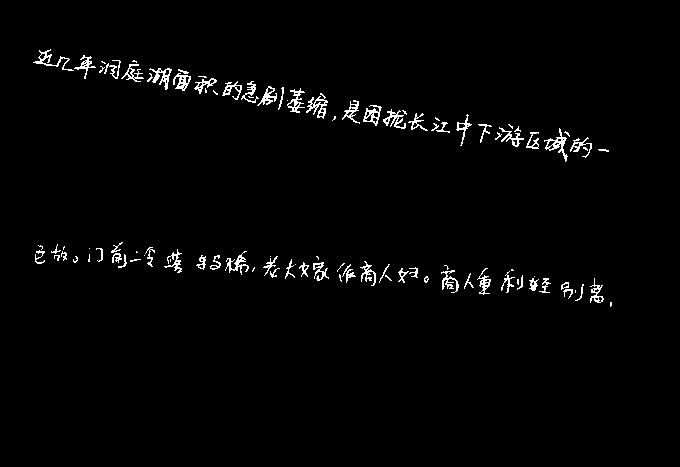 近几年洞庭湖面积的急剧萎缩,是困扰长江中下游区域的一
色故。门前冷落鞍马稀,老大嫁作商人妇。商人重利轻别离,